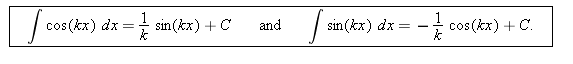 ∫ cos(kx) dx = 1/k sin(kx) + C and ∫ sin(kx) dx = − 1/k cos(kx) + C.